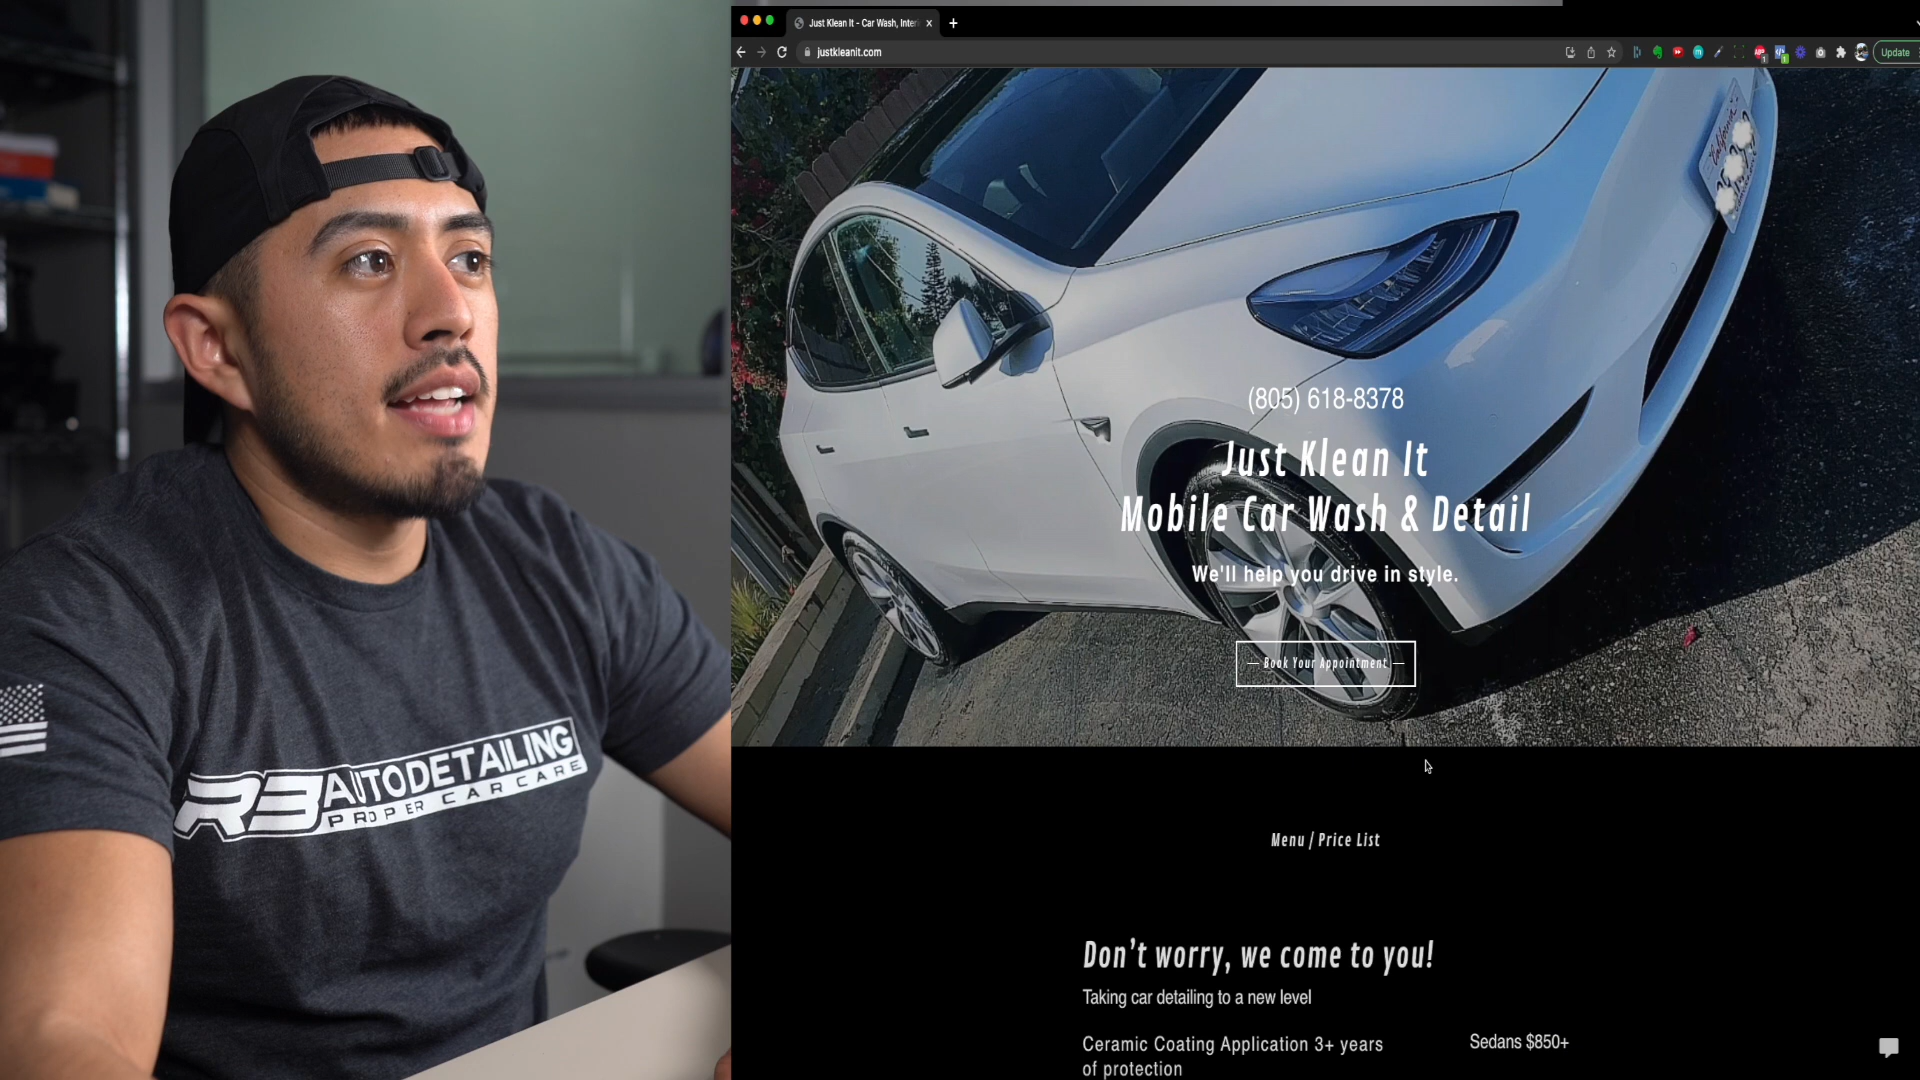 Just Klean It - Car Wash, Inter
justkleanit.com
Update
California
(805) 618-8378
Just Klean It
Mobile Car Wash & Detail
We'll help you drive in style.
— Book Your Appointment —
Menu / Price List
Don't worry, we come to you!
Taking car detailing to a new level
Ceramic Coating Application 3+ years
of protection
Sedans $850+
R3 AUTODETAILING
PROPER CAR CARE